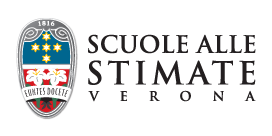 1816
EUNTES DOCETE
SCUOLE ALLE
STIMATE
VERONA